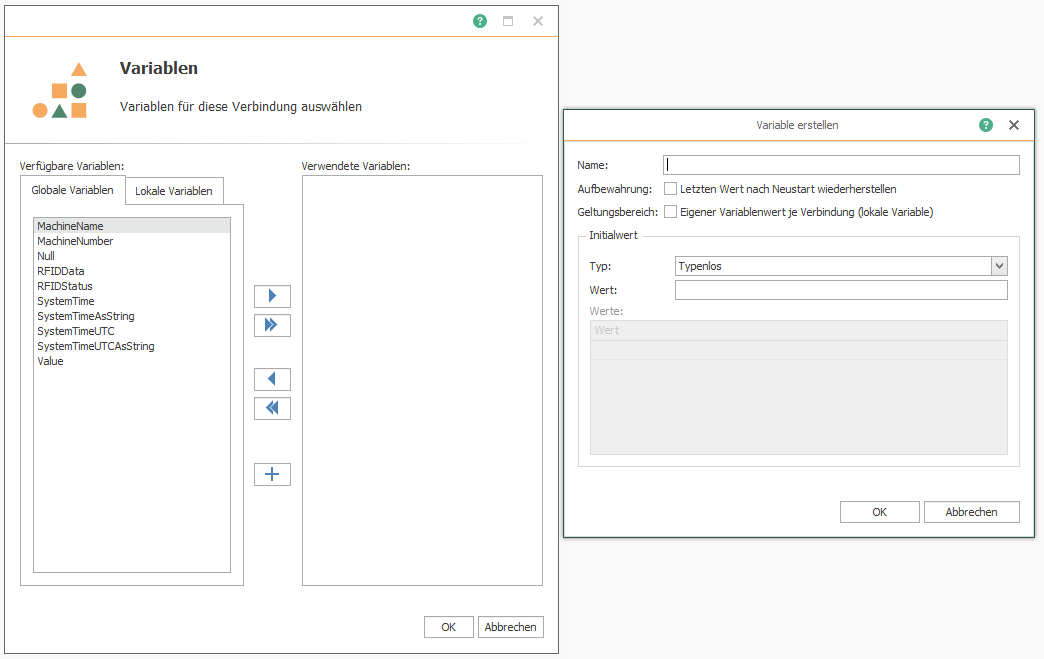 Variablen
Variablen für diese Verbindung auswählen
Verfügbare Variablen:
Globale Variablen
Lokale Variablen
MachineName
MachineNumber
Null
RFIDData
RFIDStatus
SystemTime
SystemTimeAsString
SystemTimeUTC
SystemTimeUTCAsString
Value
Verwendete Variablen:
OK
Abbrechen
Variable erstellen
Name:
Aufbewahrung: Letzten Wert nach Neustart wiederherstellen
Geltungsbereich: Eigener Variablenwert je Verbindung (lokale Variable)
Initialwert
Typ: Typenlos
Wert:
Werte:
Wert
OK
Abbrechen